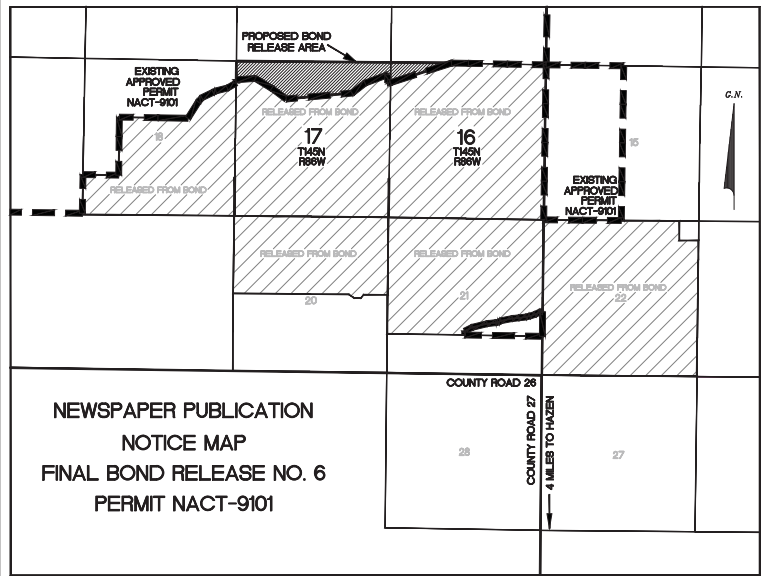 PROPOSED BOND
RELEASE AREA
EXISTING
APPROVED
PERMIT
NACT-9101
G.N.
RELEASED FROM BOND
RELEASED FROM BOND
17
T145N
R86W
16
T145N
R86W
18
15
EXISTING
APPROVED
PERMIT
NACT-9101
RELEASED FROM BOND
RELEASED FROM BOND
RELEASED FROM BOND
RELEASED FROM BOND
20
21
22
COUNTY ROAD 26
COUNTY ROAD 27
4 MILES TO HAZEN
28
27
NEWSPAPER PUBLICATION
NOTICE MAP
FINAL BOND RELEASE NO. 6
PERMIT NACT-9101